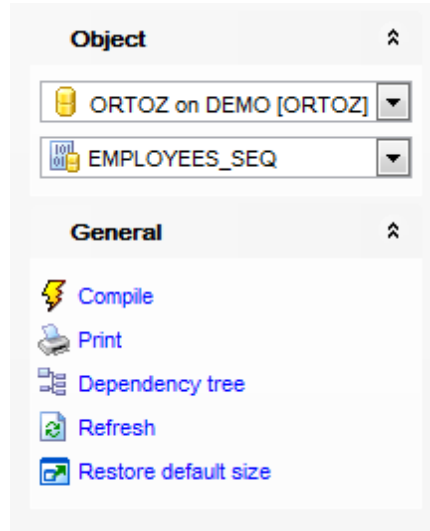 Object
ORTOZ on DEMO [ORTOZ]
EMPLOYEES_SEQ
General
Compile
Print
Dependency tree
Refresh
Restore default size